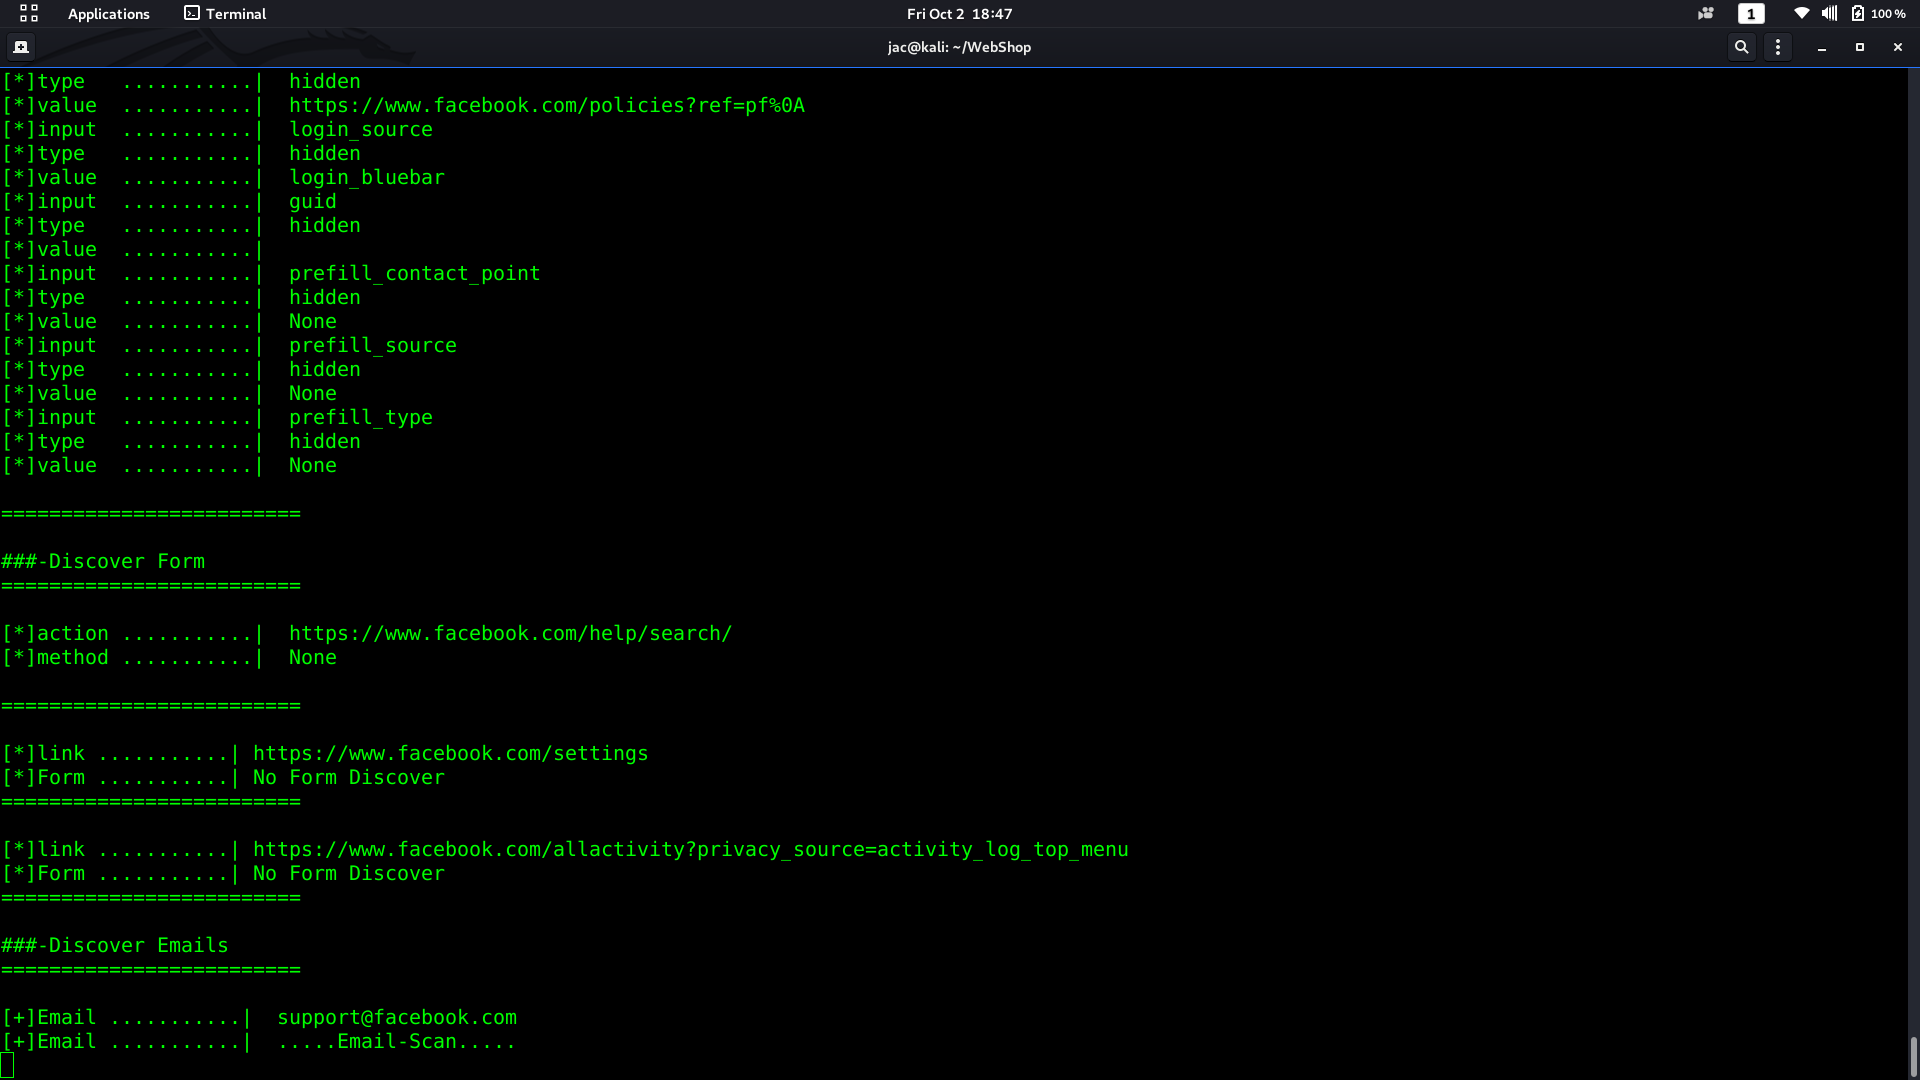 Applications Terminal Fri Oct 2 18:47 1 100 %
jac@kali: ~/WebShop
[*]type ...........| hidden
[*]value ...........| https://www.facebook.com/policies?ref=pf%0A
[*]input ...........| login_source
[*]type ...........| hidden
[*]value ...........| login_bluebar
[*]input ...........| guid
[*]type ...........| hidden
[*]value ...........|
[*]input ...........| prefill_contact_point
[*]type ...........| hidden
[*]value ...........| None
[*]input ...........| prefill_source
[*]type ...........| hidden
[*]value ...........| None
[*]input ...........| prefill_type
[*]type ...........| hidden
[*]value ...........| None
=========================
###-Discover Form
=========================
[*]action ...........| https://www.facebook.com/help/search/
[*]method ...........| None
=========================
[*]link ...........| https://www.facebook.com/settings
[*]Form ...........| No Form Discover
=========================
[*]link ...........| https://www.facebook.com/allactivity?privacy_source=activity_log_top_menu
[*]Form ...........| No Form Discover
=========================
###-Discover Emails
=========================
[+]Email ...........| support@facebook.com
[+]Email ...........| .....Email-Scan.....